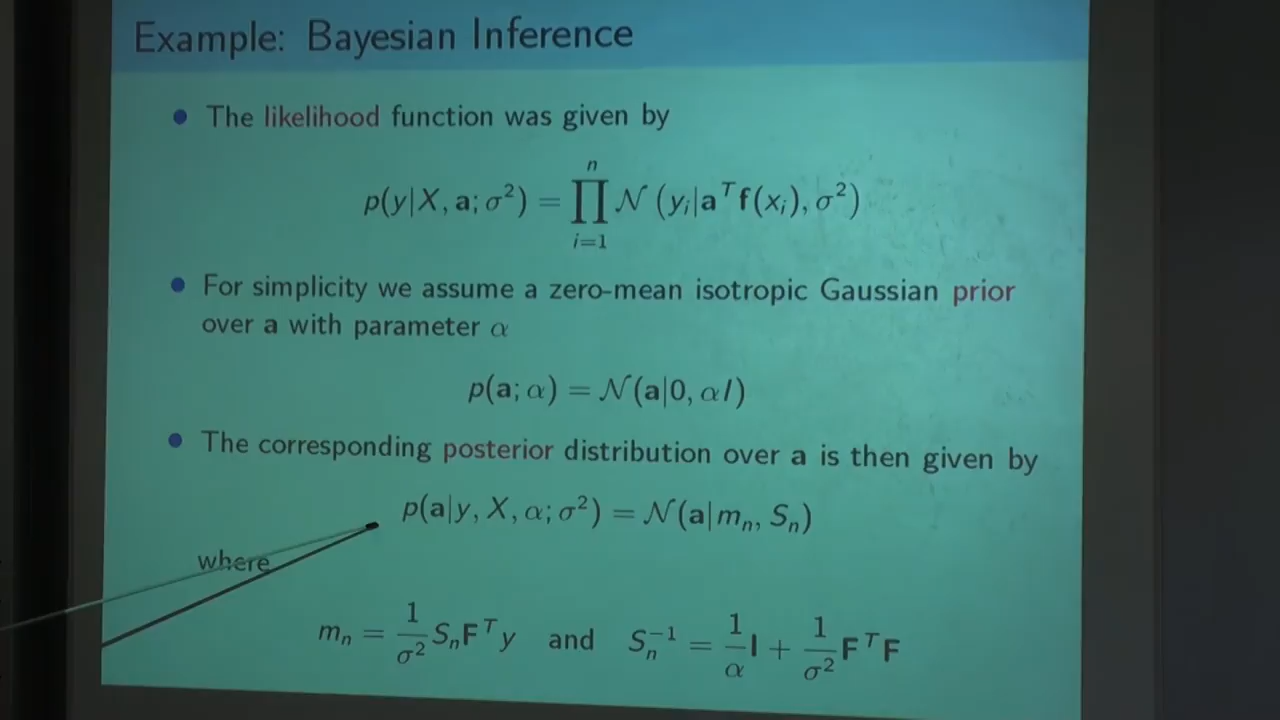 Example: Bayesian Inference
• The likelihood function was given by
p(y|X, a; σ²) = ∏ᵢ₌₁ⁿ 𝒩 (yᵢ|aᵀf(xᵢ), σ²)
• For simplicity we assume a zero-mean isotropic Gaussian prior
over a with parameter α
p(a; α) = 𝒩(a|0, αI)
• The corresponding posterior distribution over a is then given by
p(a|y, X, α; σ²) = 𝒩(a|mₙ, Sₙ)
where
mₙ = 1/σ² SₙFᵀy and Sₙ⁻¹ = 1/α I + 1/σ² FᵀF